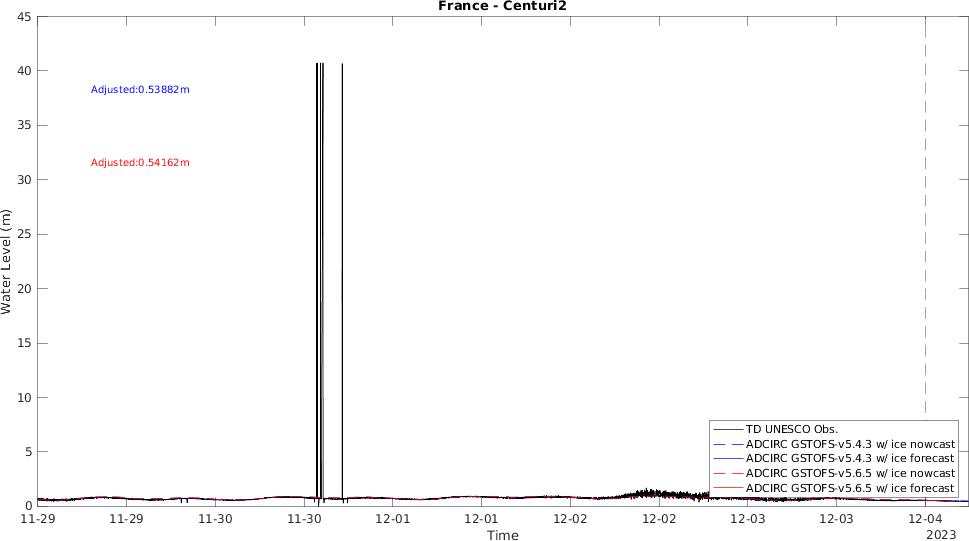 France - Centuri2
45
40
35
30
25
20
15
10
5
0
Water Level (m)
Adjusted:0.53882m
Adjusted:0.54162m
TD UNESCO Obs.
ADCIRC GSTOFS-v5.4.3 w/ ice nowcast
ADCIRC GSTOFS-v5.4.3 w/ ice forecast
ADCIRC GSTOFS-v5.6.5 w/ ice nowcast
ADCIRC GSTOFS-v5.6.5 w/ ice forecast
11-29 11-29 11-30 11-30 12-01 12-01 12-02 12-02 12-03 12-03 12-04
Time
2023